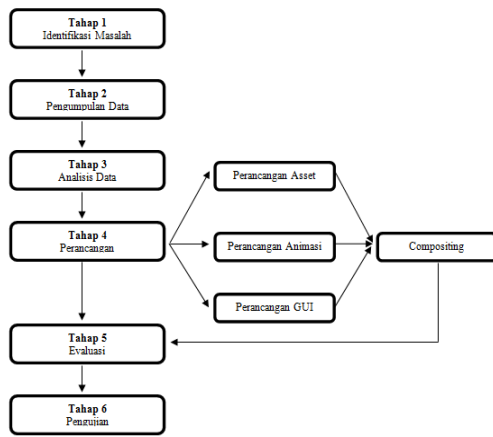 Tahap 1
Identifikasi Masalah
Tahap 2
Pengumpulan Data
Tahap 3
Analisis Data
Tahap 4
Perancangan
Perancangan Asset
Perancangan Animasi
Perancangan GUI
Compositing
Tahap 5
Evaluasi
Tahap 6
Pengujian